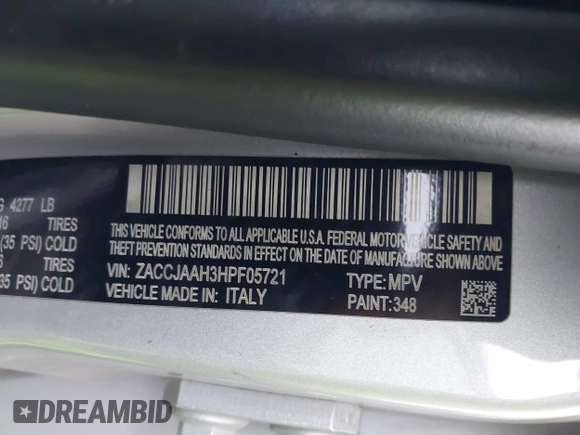 G 4277 LB
16 TIRES
(35 PSI) COLD
6 TIRES
35 PSI) COLD
THIS VEHICLE CONFORMS TO ALL APPLICABLE U.S.A. FEDERAL MOTOR VEHICLE SAFETY AND
THEFT PREVENTION STANDARDS IN EFFECT ON THE DATE OF MANUFACTURE SHOWN ABOVE.
VIN: ZACCJAAH3HPF05721 TYPE: MPV
VEHICLE MADE IN: ITALY PAINT: 348
DREAMBID